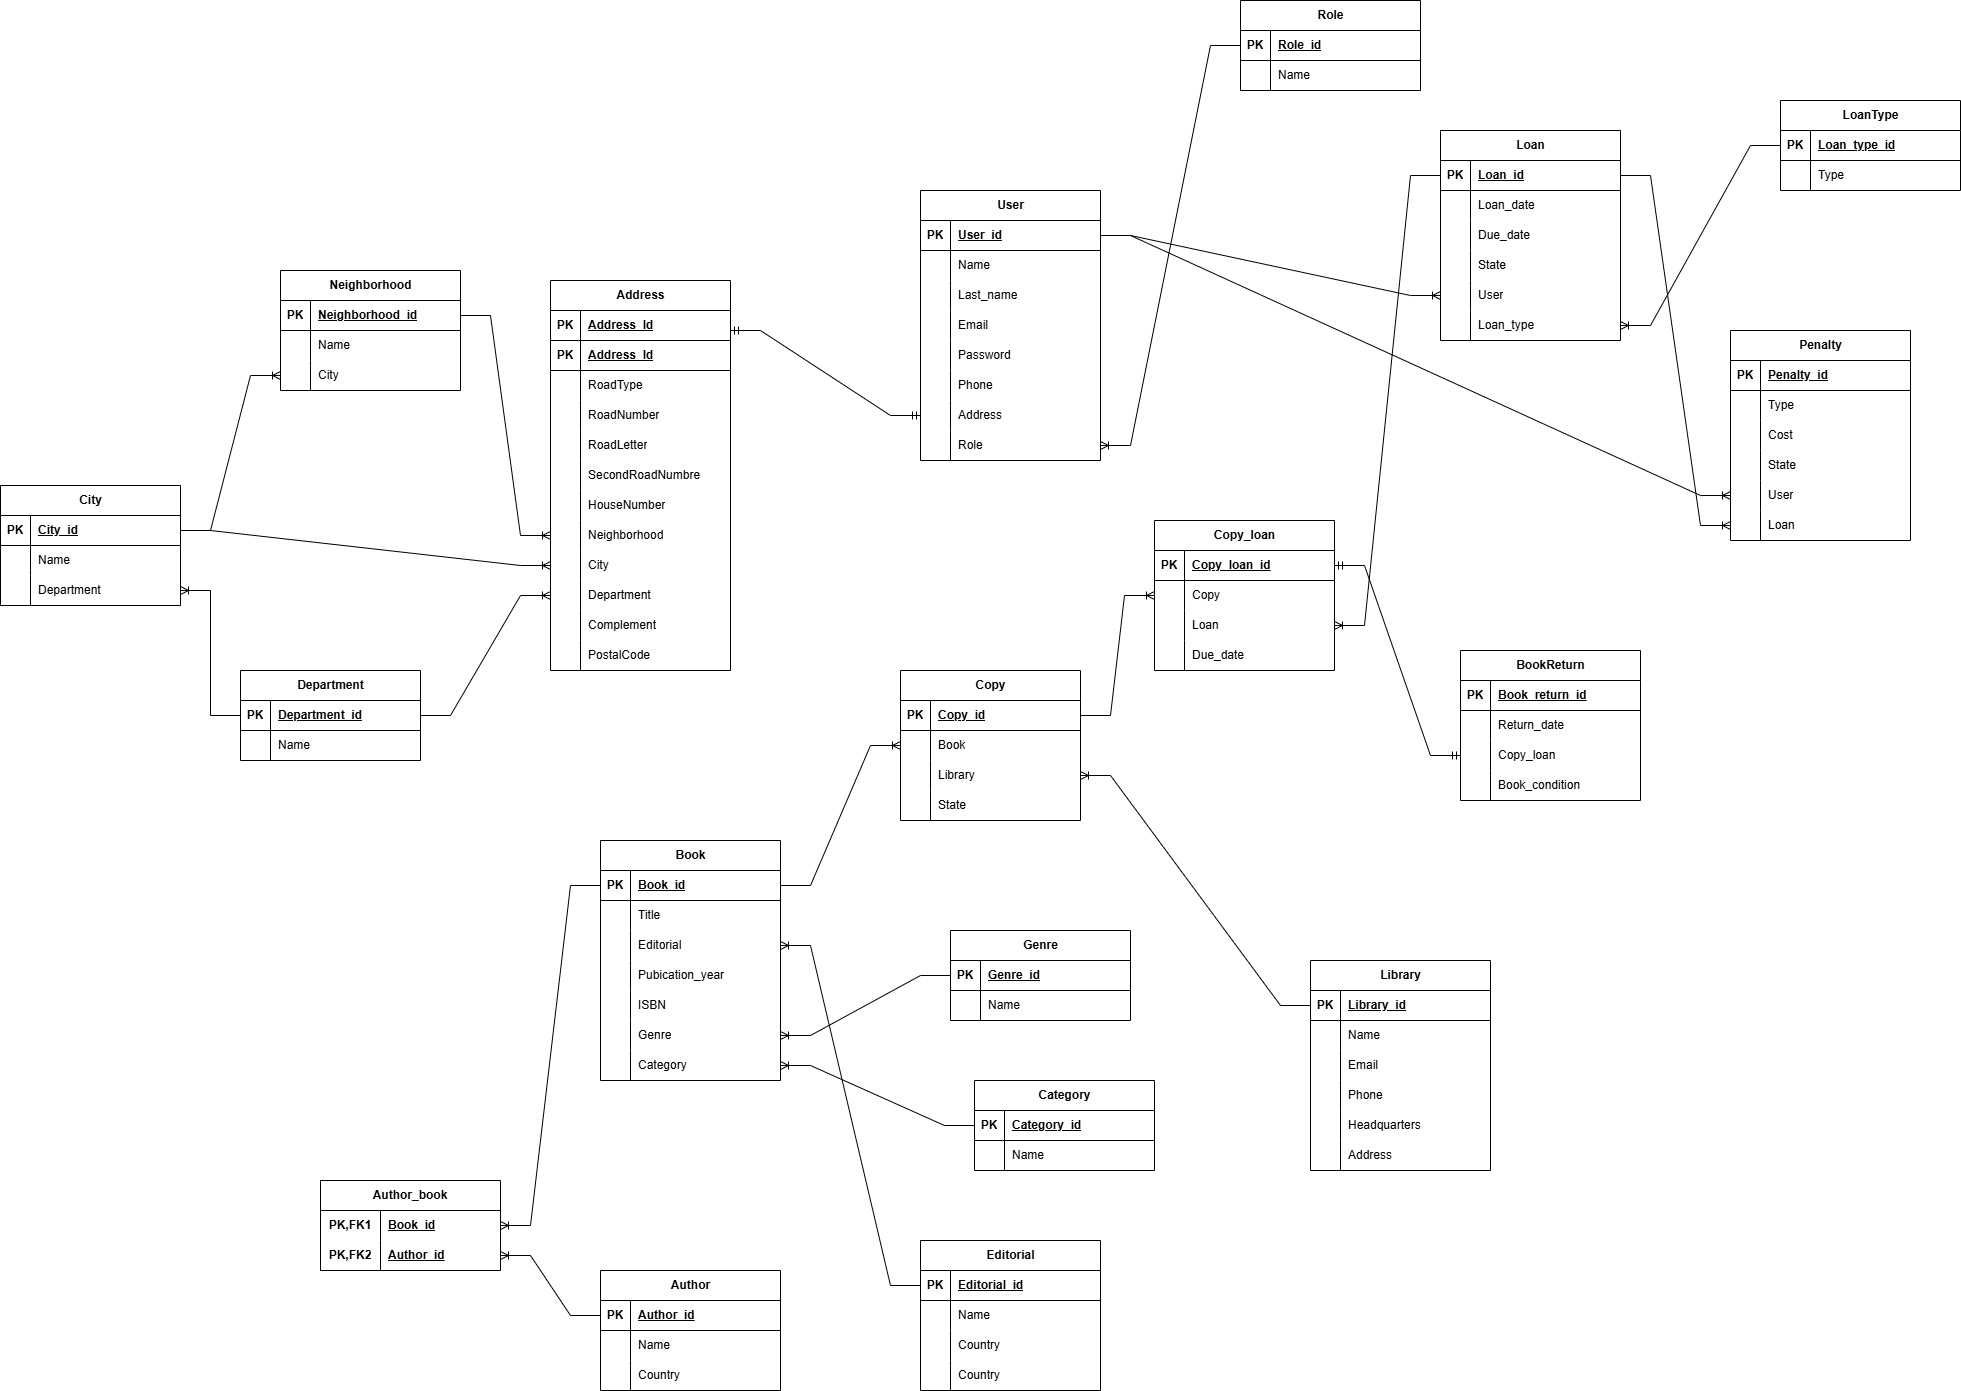 Role
PK Role_id
Name
LoanType
PK Loan_type_id
Type
Loan
PK Loan_id
Loan_date
Due_date
State
User
Loan_type
User
PK User_id
Name
Last_name
Email
Password
Phone
Address
Role
Neighborhood
PK Neighborhood_id
Name
City
Address
PK Address_Id
PK Address_Id
RoadType
RoadNumber
RoadLetter
SecondRoadNumbre
HouseNumber
Neighborhood
City
Department
Complement
PostalCode
Penalty
PK Penalty_id
Type
Cost
State
User
Loan
City
PK City_id
Name
Department
Copy_loan
PK Copy_loan_id
Copy
Loan
Due_date
Department
PK Department_id
Name
Copy
PK Copy_id
Book
Library
State
BookReturn
PK Book_return_id
Return_date
Copy_loan
Book_condition
Book
PK Book_id
Title
Editorial
Pubication_year
ISBN
Genre
Category
Genre
PK Genre_id
Name
Library
PK Library_id
Name
Email
Phone
Headquarters
Address
Category
PK Category_id
Name
Author_book
PK,FK1 Book_id
PK,FK2 Author_id
Author
PK Author_id
Name
Country
Editorial
PK Editorial_id
Name
Country
Country